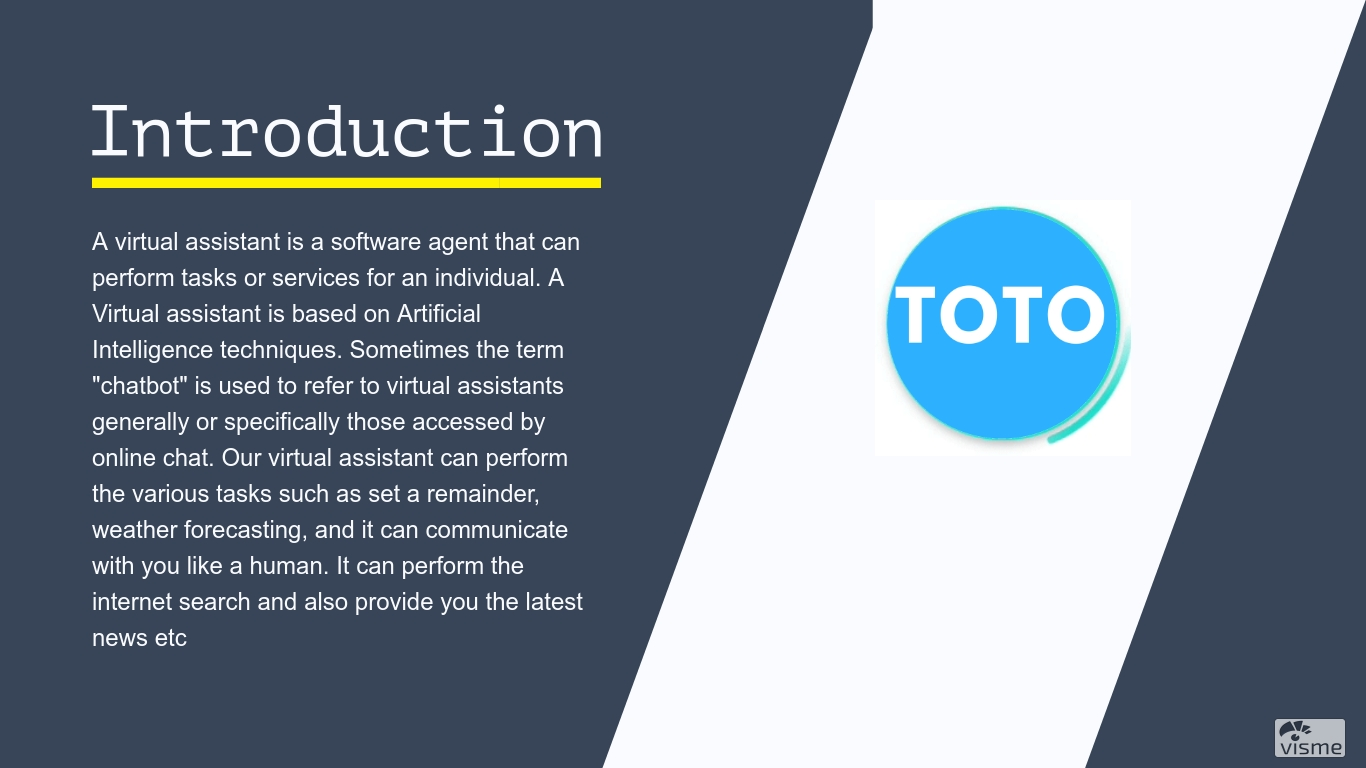 Introduction
A virtual assistant is a software agent that can
perform tasks or services for an individual. A
Virtual assistant is based on Artificial
Intelligence techniques. Sometimes the term
"chatbot" is used to refer to virtual assistants
generally or specifically those accessed by
online chat. Our virtual assistant can perform
the various tasks such as set a remainder,
weather forecasting, and it can communicate
with you like a human. It can perform the
internet search and also provide you the latest
news etc
TOTO
visme